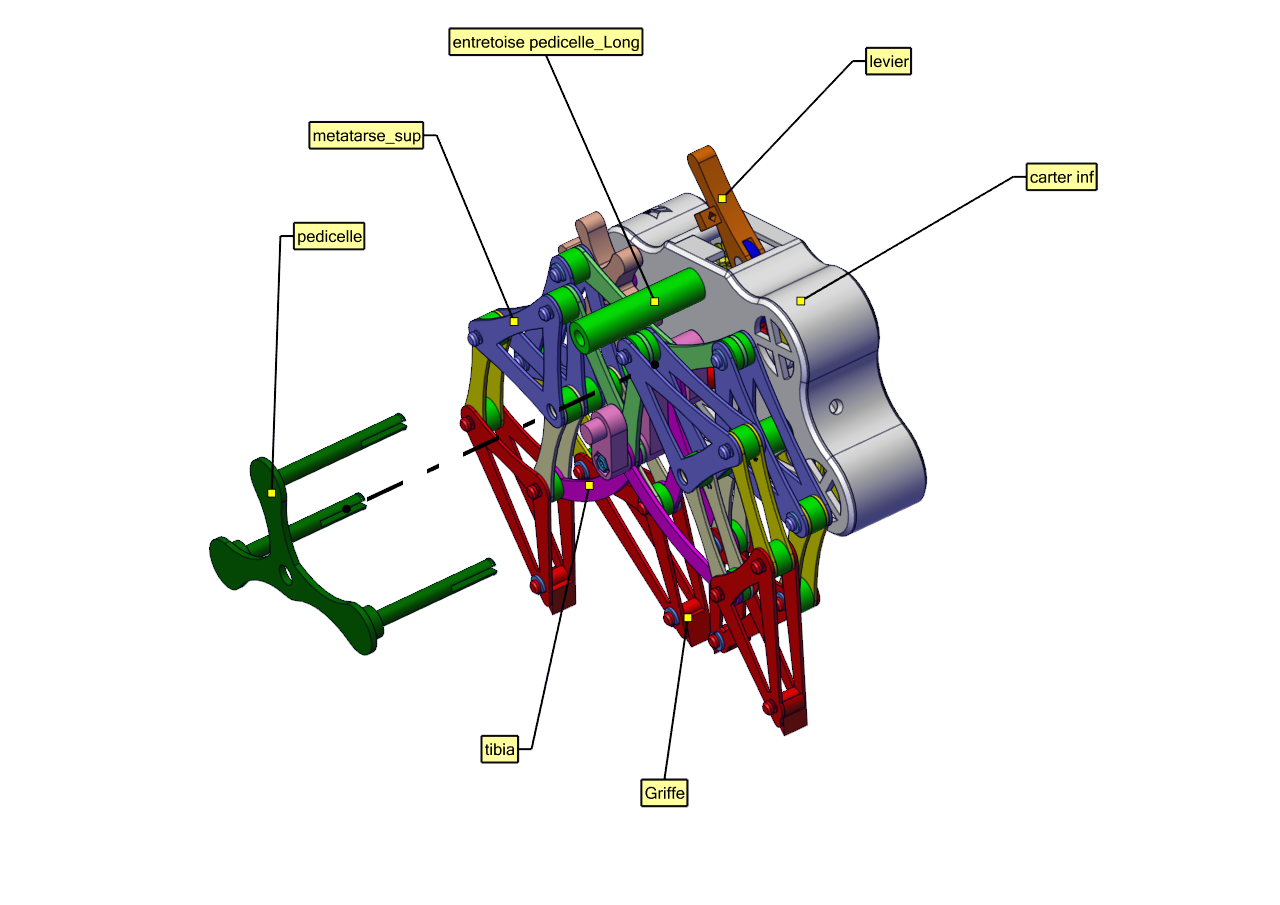 entretoise pedicelle_Long
levier
metatarse_sup
carter inf
pedicelle
tibia
Griffe